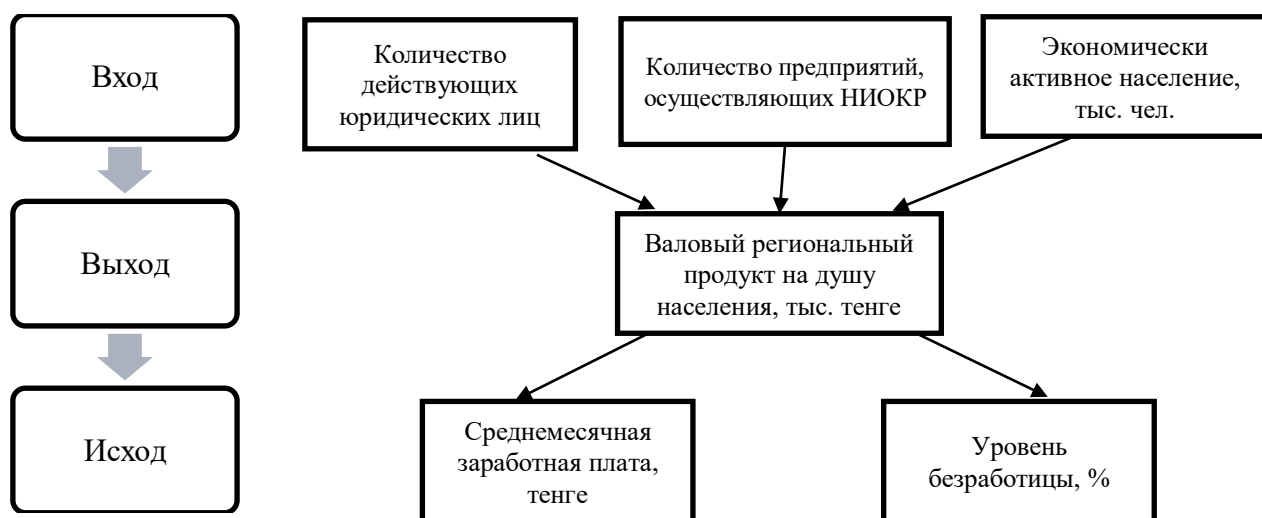 Вход
Количество
действующих
юридических лиц
Количество предприятий,
осуществляющих НИОКР
Экономически
активное население,
тыс. чел.
Выход
Валовый региональный
продукт на душу
населения, тыс. тенге
Исход
Среднемесячная
заработная плата,
тенге
Уровень
безработицы, %